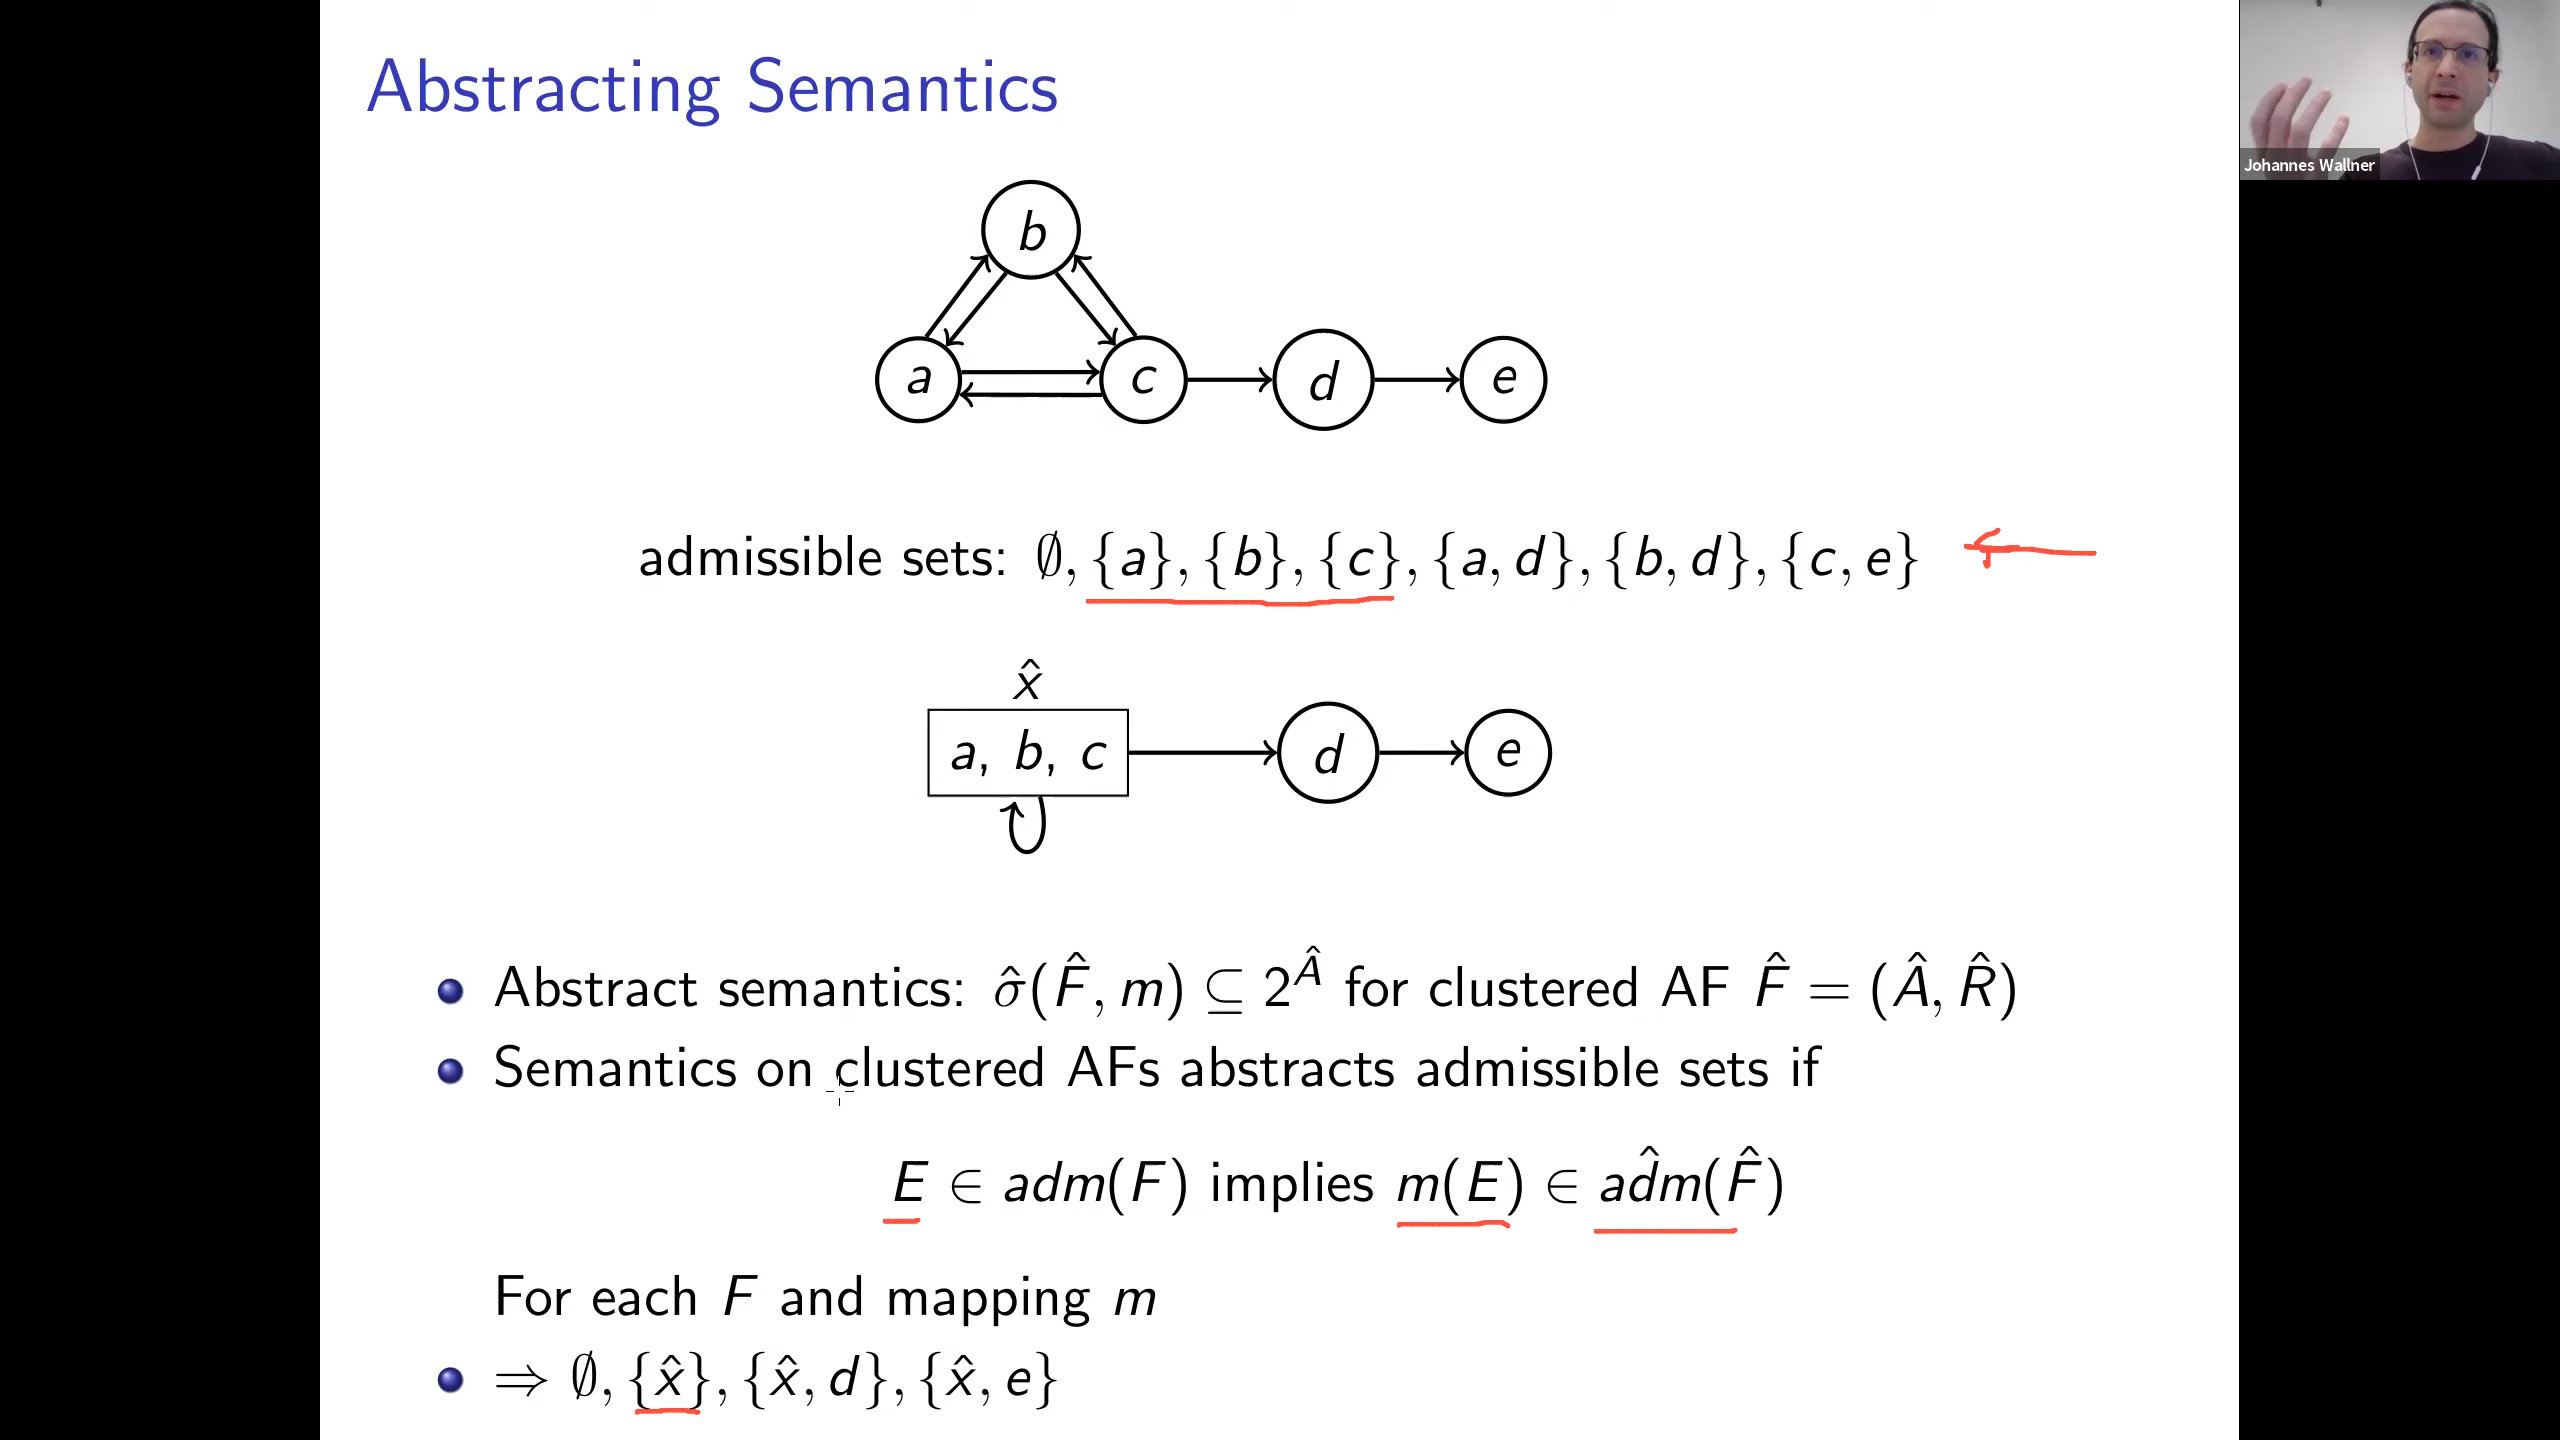 Abstracting Semantics
Johannes Wallner
b
a
c
d
e
admissible sets: ∅, {a}, {b}, {c}, {a, d}, {b, d}, {c, e}
x̂
a, b, c
d
e
Abstract semantics: σ̂(F̂, m) ⊆ 2^Â for clustered AF F̂ = (Â, R̂)
Semantics on clustered AFs abstracts admissible sets if
E ∈ adm(F) implies m(E) ∈ ad̂m(F̂)
For each F and mapping m
⇒ ∅, {x̂}, {x̂, d}, {x̂, e}